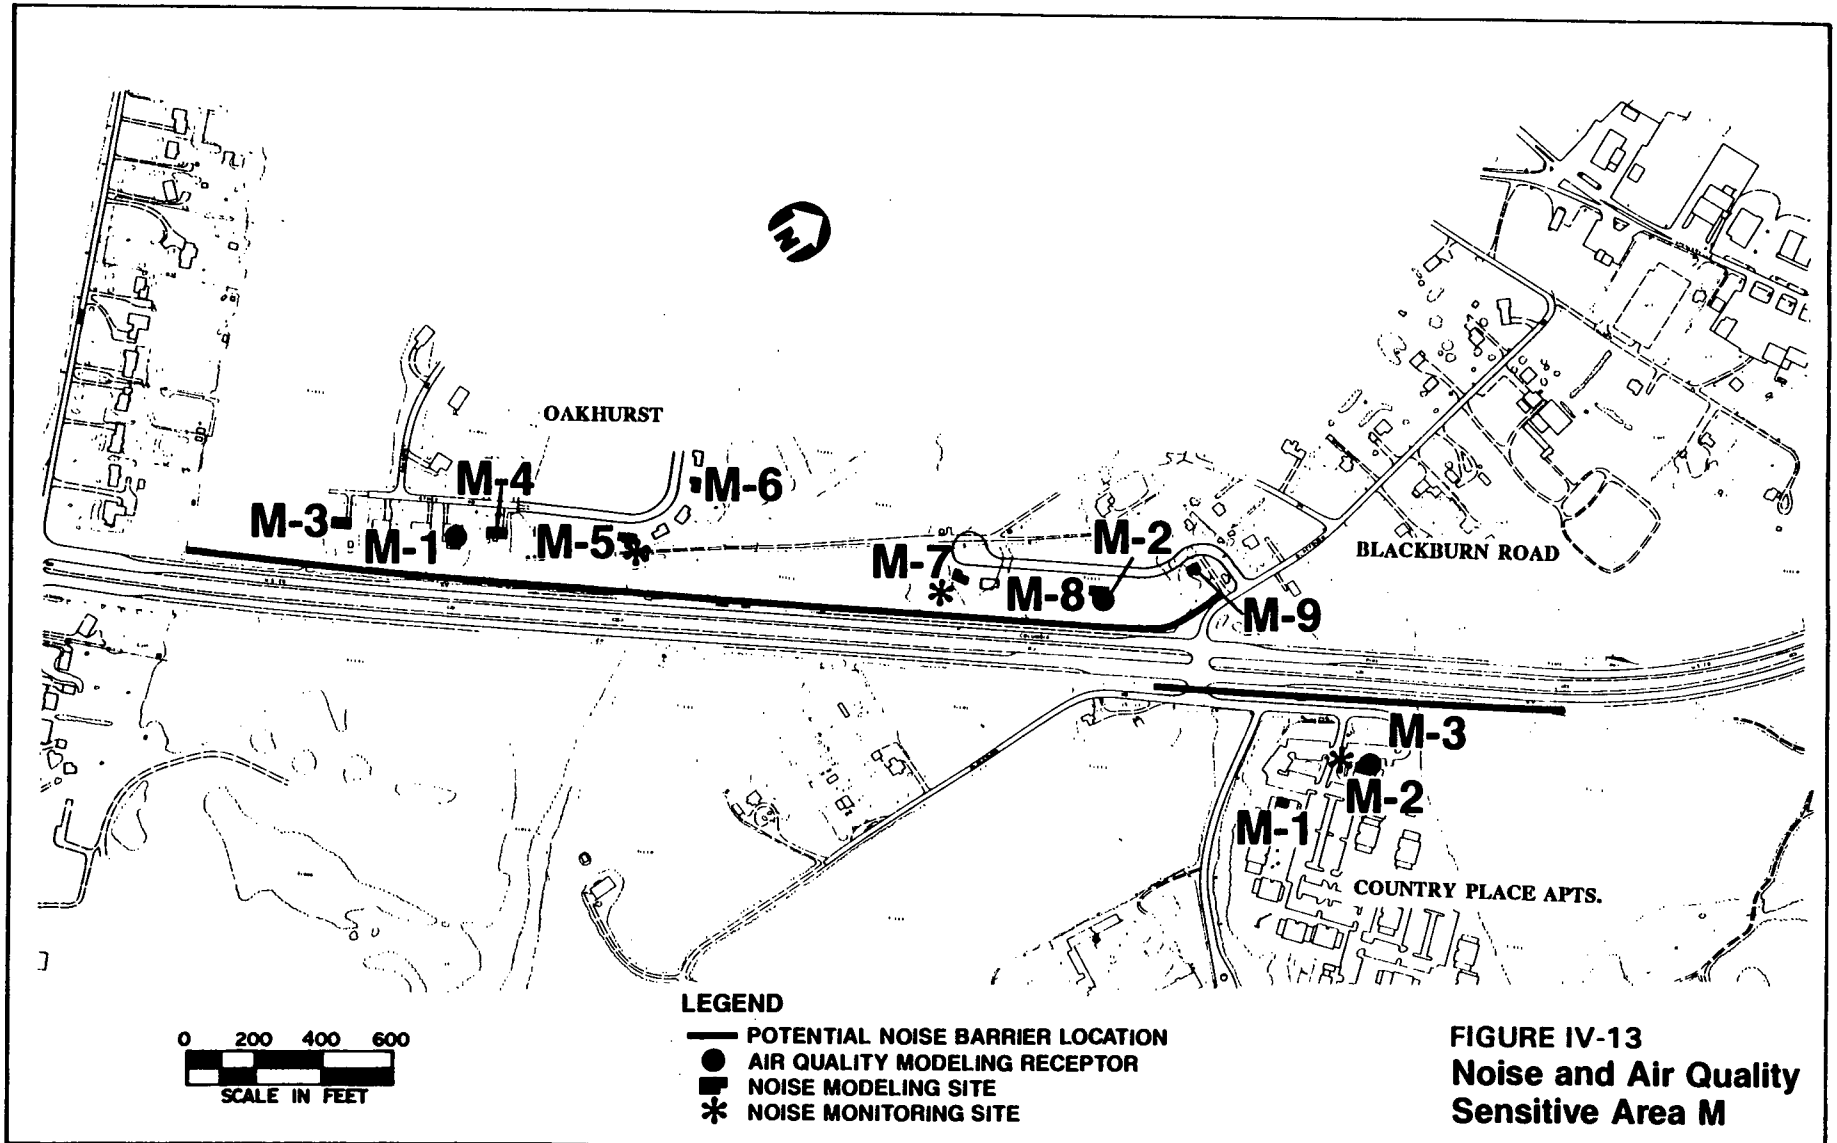 N
OAKHURST
M-4
M-6
M-3
M-1
M-5
M-2
M-7
BLACKBURN ROAD
M-8
M-9
M-3
M-2
M-1
COUNTRY PLACE APTS.
LEGEND
POTENTIAL NOISE BARRIER LOCATION
AIR QUALITY MODELING RECEPTOR
NOISE MODELING SITE
NOISE MONITORING SITE
0 200 400 600
SCALE IN FEET
FIGURE IV-13
Noise and Air Quality
Sensitive Area M